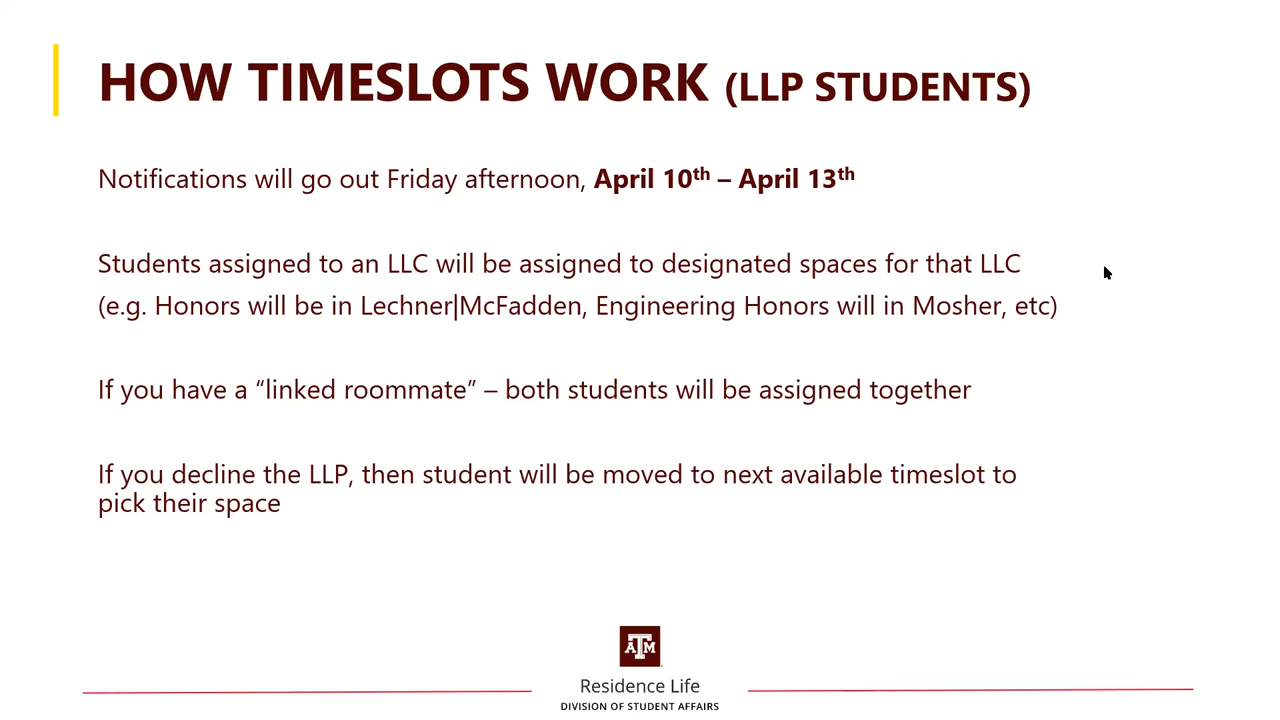 HOW TIMESLOTS WORK (LLP STUDENTS)
Notifications will go out Friday afternoon, April 10th – April 13th
Students assigned to an LLC will be assigned to designated spaces for that LLC
(e.g. Honors will be in Lechner|McFadden, Engineering Honors will in Mosher, etc)
If you have a “linked roommate” – both students will be assigned together
If you decline the LLP, then student will be moved to next available timeslot to
pick their space
ATM
Residence Life
DIVISION OF STUDENT AFFAIRS